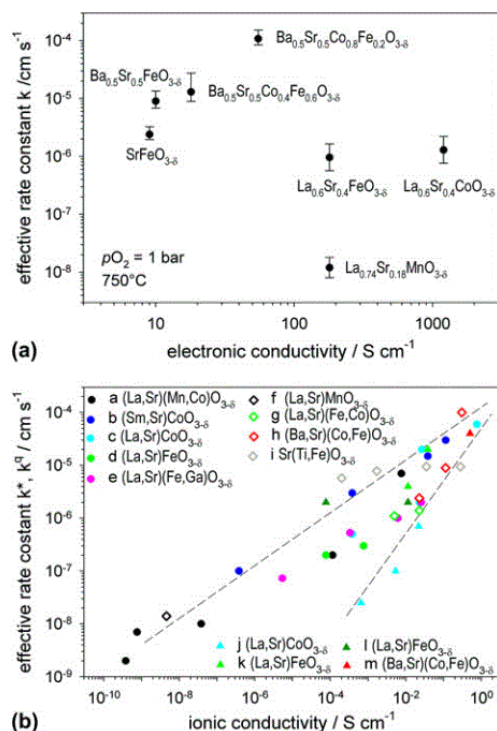 10⁻⁴
10⁻⁵
10⁻⁶
10⁻⁷
10⁻⁸
effective rate constant k /cm s⁻¹
Ba₀.₅Sr₀.₅Co₀.₈Fe₀.₂O₃₋δ
Ba₀.₅Sr₀.₅FeO₃₋δ
Ba₀.₅Sr₀.₅Co₀.₄Fe₀.₆O₃₋δ
SrFeO₃₋δ
La₀.₆Sr₀.₄FeO₃₋δ
La₀.₆Sr₀.₄CoO₃₋δ
La₀.₇₄Sr₀.₁₈MnO₃₋δ
pO₂ = 1 bar
750°C
10 100 1000
(a) electronic conductivity / S cm⁻¹
10⁻⁴
10⁻⁵
10⁻⁶
10⁻⁷
10⁻⁸
10⁻⁹
effective rate costant k*, k^q / cm s⁻¹
a (La,Sr)(Mn,Co)O₃₋δ
b (Sm,Sr)CoO₃₋δ
c (La,Sr)CoO₃₋δ
d (La,Sr)FeO₃₋δ
e (La,Sr)(Fe,Ga)O₃₋δ
f (La,Sr)MnO₃₋δ
g (La,Sr)(Fe,Co)O₃₋δ
h (Ba,Sr)(Co,Fe)O₃₋δ
i Sr(Ti,Fe)O₃₋δ
j (La,Sr)CoO₃₋δ
k (La,Sr)FeO₃₋δ
l (La,Sr)FeO₃₋δ
m (Ba,Sr)(Co,Fe)O₃₋δ
10⁻¹⁰ 10⁻⁸ 10⁻⁶ 10⁻⁴ 10⁻² 10⁰
(b) ionic conductivity / S cm⁻¹